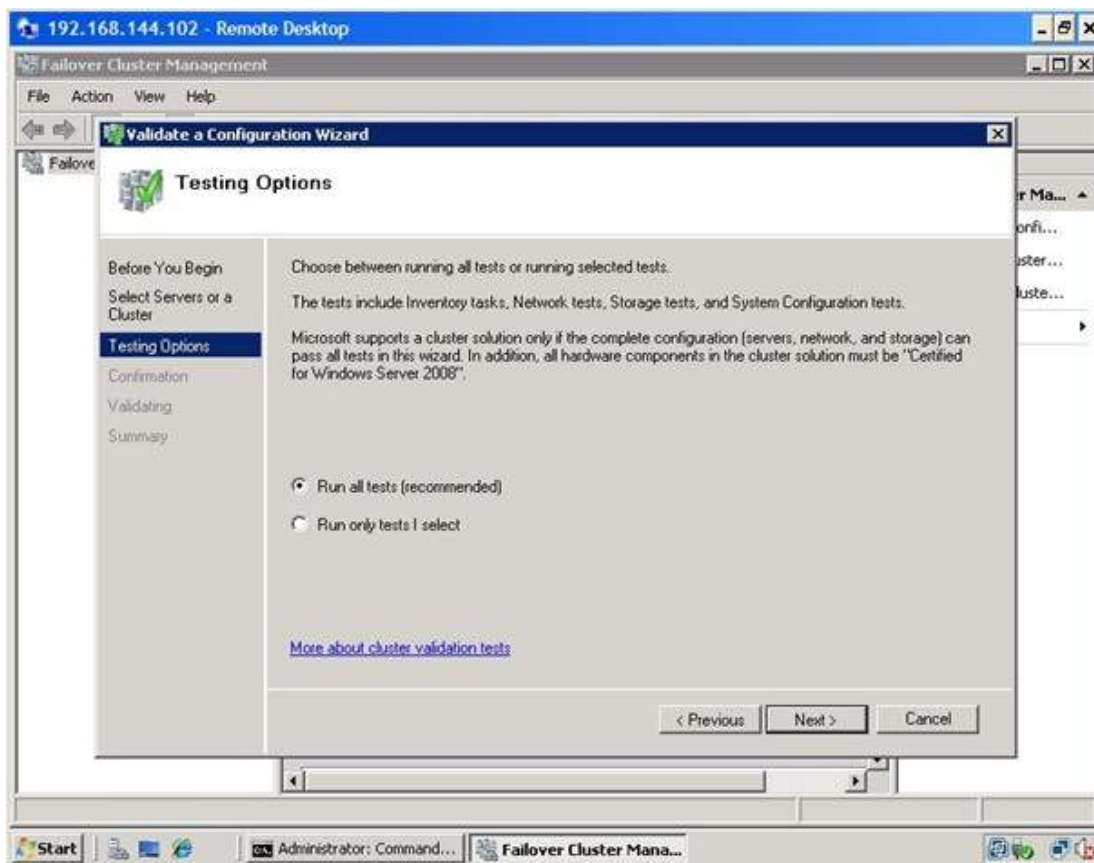 192.168.144.102 - Remote Desktop
Failover Cluster Management
File Action View Help
Validate a Configuration Wizard
Failove
Testing Options
r Ma...
onfi...
uster...
luste...
Before You Begin
Select Servers or a
Cluster
Testing Options
Confirmation
Validating
Summary
Choose between running all tests or running selected tests.
The tests include Inventory tasks, Network tests, Storage tests, and System Configuration tests.
Microsoft supports a cluster solution only if the complete configuration (servers, network, and storage) can
pass all tests in this wizard. In addition, all hardware components in the cluster solution must be "Certified
for Windows Server 2008".
Run all tests (recommended)
Run only tests I select
More about cluster validation tests
< Previous Next > Cancel
Start Administrator: Command... Failover Cluster Mana...